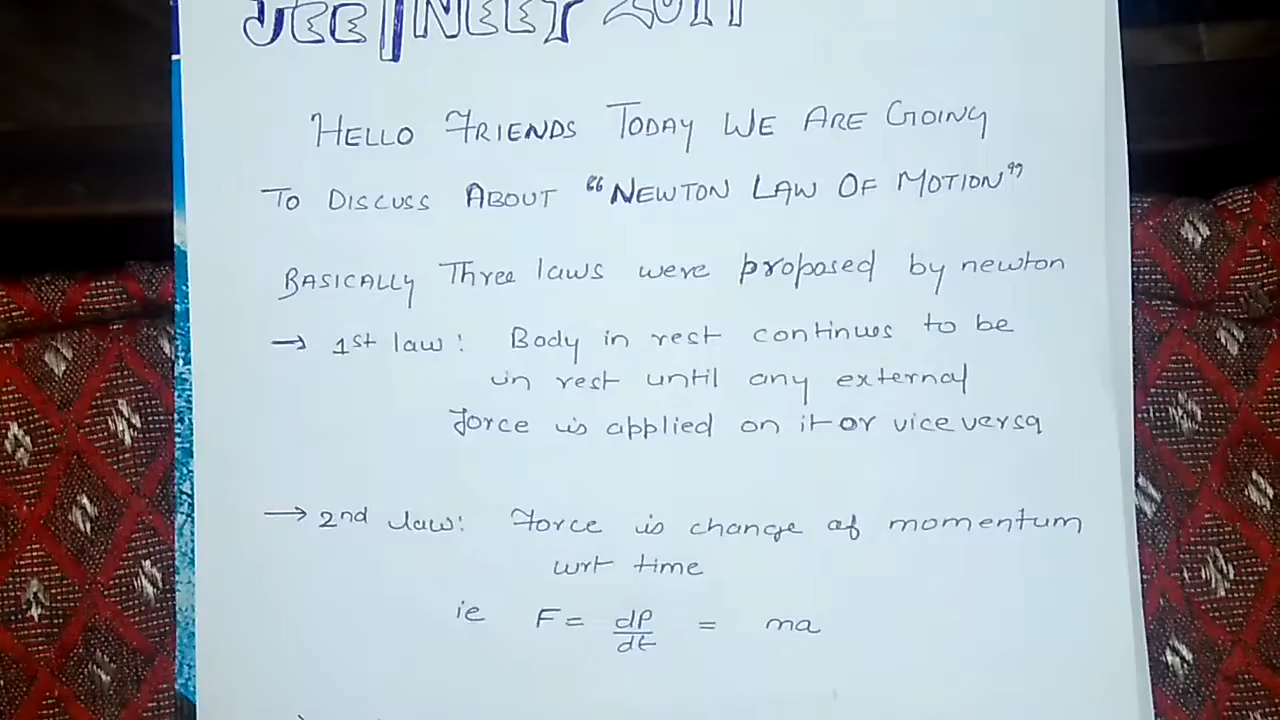 JEE | NEET
HELLO FRIENDS TODAY WE ARE GOING
TO DISCUSS ABOUT "NEWTON LAW OF MOTION"
BASICALLY Three laws were proposed by newton
→ 1st law: Body in rest continues to be
in rest until any external
force is applied on it or vice versa
→ 2nd law: Force is change of momentum
wrt time
ie F = dP/dt = ma